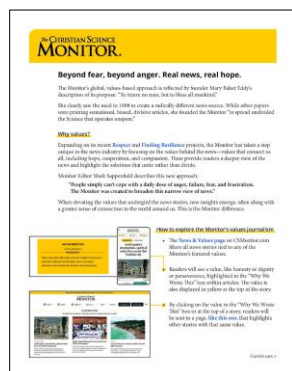 The CHRISTIAN SCIENCE
MONITOR®
Beyond fear, beyond anger. Real news, real hope.
The Monitor's global, values-based approach is reflected by founder Mary Baker Eddy's
description of its purpose: "To injure no man, but to bless all mankind."
She clearly saw the need in 1908 to create a radically different news source. While other papers
were printing sensational, biased, divisive articles, she founded the Monitor "to spread undivided
the Science that operates unspent."
Why values?
Expanding on its recent Respect and Finding Resilience projects, the Monitor has taken a step
unique in the news industry by focusing on the values behind the news—values that connect us
all, including hope, cooperation, and compassion. These provide readers a deeper view of the
news and highlight the solutions that unite rather than divide.
Monitor Editor Mark Sappenfield describes this new approach:
"People simply can't cope with a daily dose of anger, failure, fear, and frustration.
The Monitor was created to broaden this narrow view of news."
When elevating the values that undergird the news stories, new insights emerge, often along with
a greater sense of connection to the world around us. This is the Monitor difference.
How to explore the Monitor's values journalism
• The News & Values page on CSMonitor.com
filters all news stories tied to any of the
Monitor's featured values.
• Readers will see a value, like honesty or dignity
or perseverance, highlighted in the "Why We
Wrote This" box within articles. The value is
also displayed in yellow at the top of the story.
• By clicking on the value in the "Why We Wrote
This" box or at the top of a story, readers will
be sent to a page, like this one, that highlights
other stories with that same value.
MONITOR
Continues >